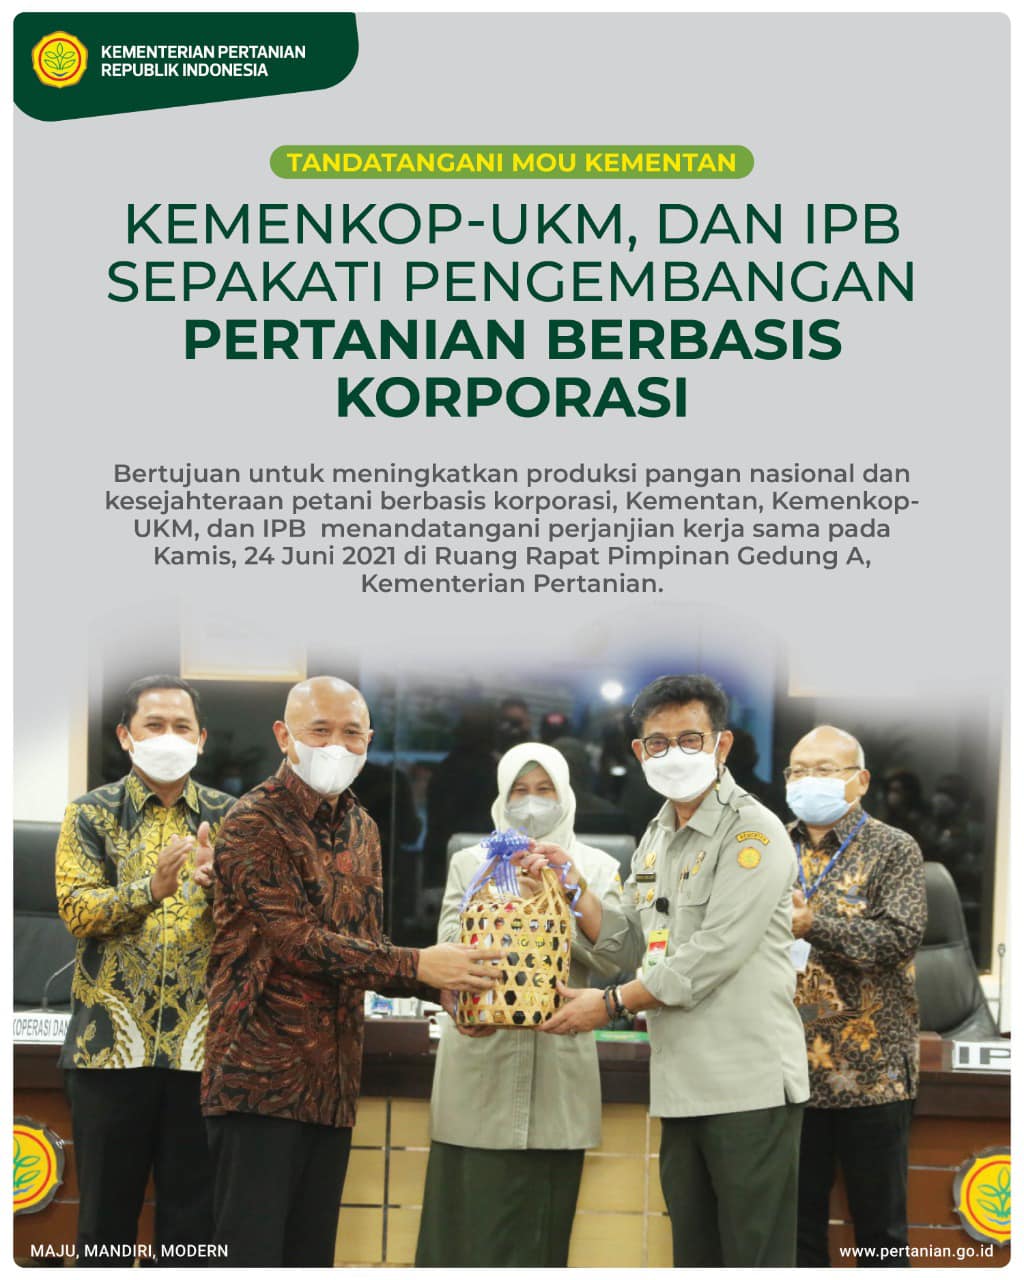 KEMENTERIAN PERTANIAN
REPUBLIK INDONESIA
TANDATANGANI MOU KEMENTAN
KEMENKOP-UKM, DAN IPB
SEPAKATI PENGEMBANGAN
PERTANIAN BERBASIS
KORPORASI
Bertujuan untuk meningkatkan produksi pangan nasional dan
kesejahteraan petani berbasis korporasi, Kementan, Kemenkop-
UKM, dan IPB menandatangani perjanjian kerja sama pada
Kamis, 24 Juni 2021 di Ruang Rapat Pimpinan Gedung A,
Kementerian Pertanian.
KOPERASI DAN
IP
MAJU, MANDIRI, MODERN
www.pertanian.go.id